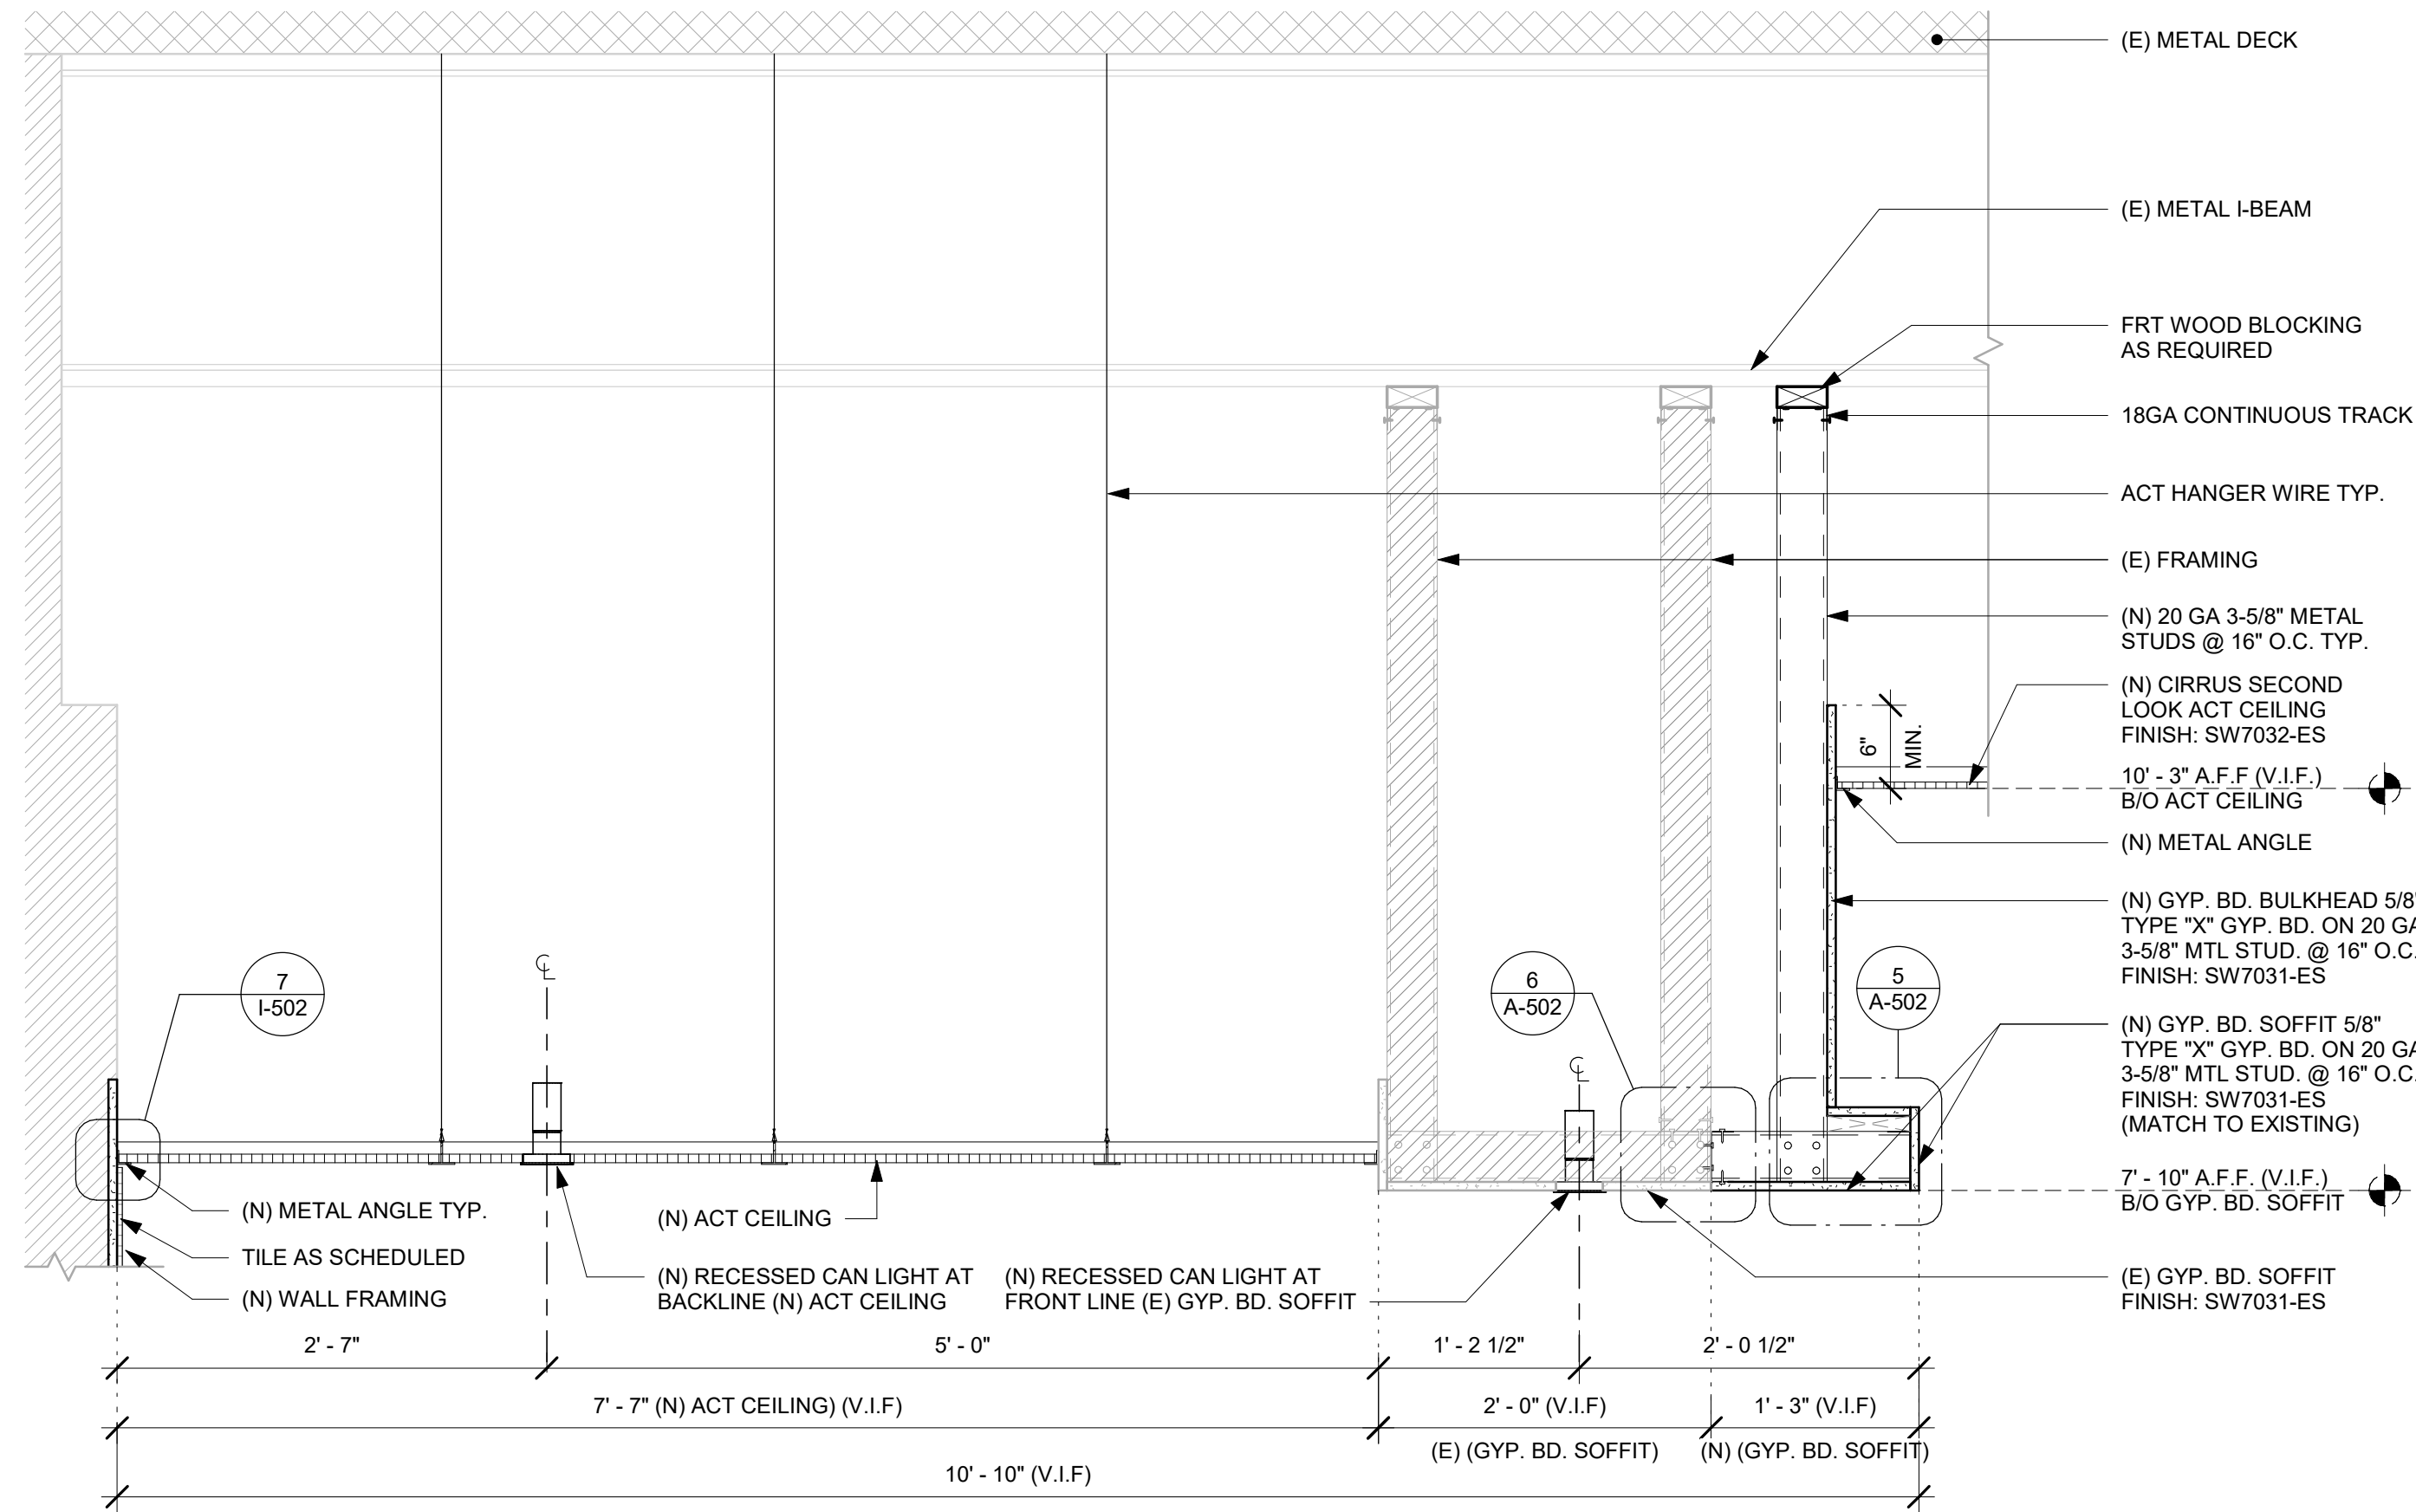 (E) METAL DECK
(E) METAL I-BEAM
FRT WOOD BLOCKING
AS REQUIRED
18GA CONTINUOUS TRACK
ACT HANGER WIRE TYP.
(E) FRAMING
(N) 20 GA 3-5/8" METAL
STUDS @ 16" O.C. TYP.
(N) CIRRUS SECOND
LOOK ACT CEILING
FINISH: SW7032-ES
6"
MIN.
10' - 3" A.F.F (V.I.F.)
B/O ACT CEILING
(N) METAL ANGLE
(N) GYP. BD. BULKHEAD 5/8"
TYPE "X" GYP. BD. ON 20 GA
3-5/8" MTL STUD. @ 16" O.C.
FINISH: SW7031-ES
(N) GYP. BD. SOFFIT 5/8"
TYPE "X" GYP. BD. ON 20 GA
3-5/8" MTL STUD. @ 16" O.C.
FINISH: SW7031-ES
(MATCH TO EXISTING)
7' - 10" A.F.F. (V.I.F.)
B/O GYP. BD. SOFFIT
(E) GYP. BD. SOFFIT
FINISH: SW7031-ES
7
I-502
6
A-502
5
A-502
(N) METAL ANGLE TYP.
TILE AS SCHEDULED
(N) WALL FRAMING
(N) ACT CEILING
(N) RECESSED CAN LIGHT AT
BACKLINE (N) ACT CEILING
(N) RECESSED CAN LIGHT AT
FRONT LINE (E) GYP. BD. SOFFIT
2' - 7"
5' - 0"
1' - 2 1/2"
2' - 0 1/2"
7' - 7" (N) ACT CEILING) (V.I.F)
2' - 0" (V.I.F)
1' - 3" (V.I.F)
(E) (GYP. BD. SOFFIT)
(N) (GYP. BD. SOFFIT)
10' - 10" (V.I.F)